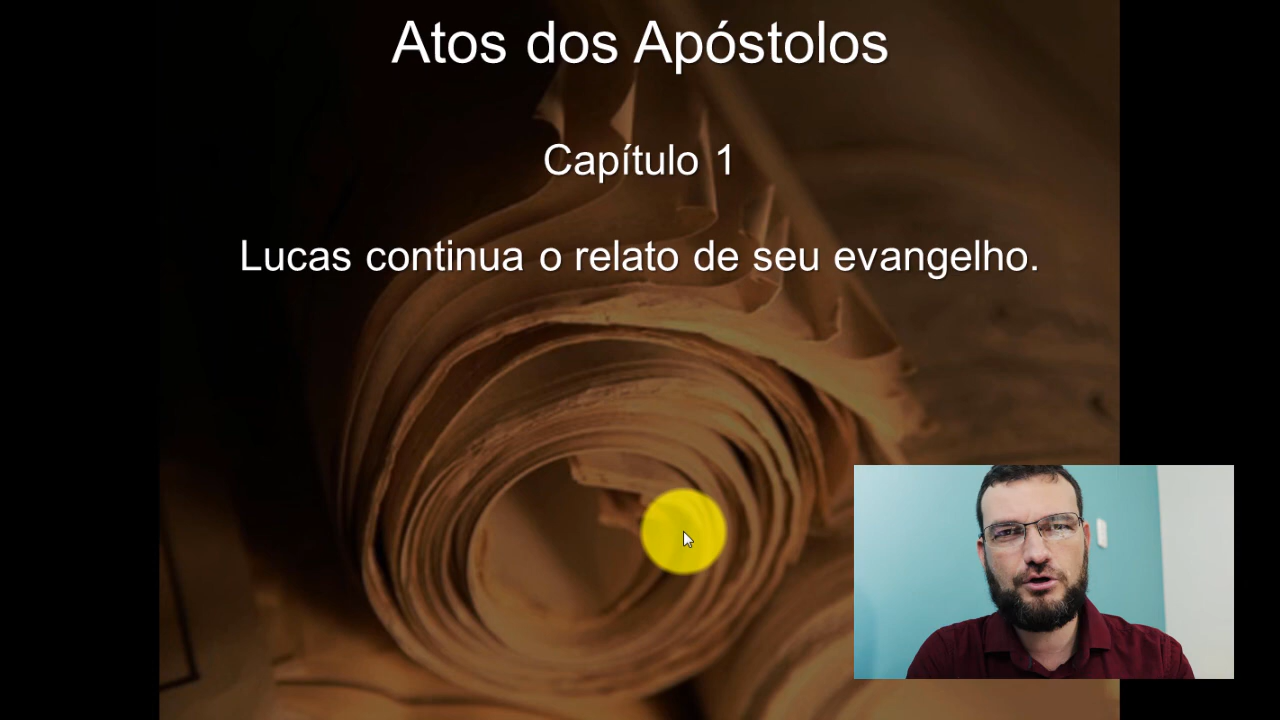 Atos dos Apóstolos
Capítulo 1
Lucas continua o relato de seu evangelho.